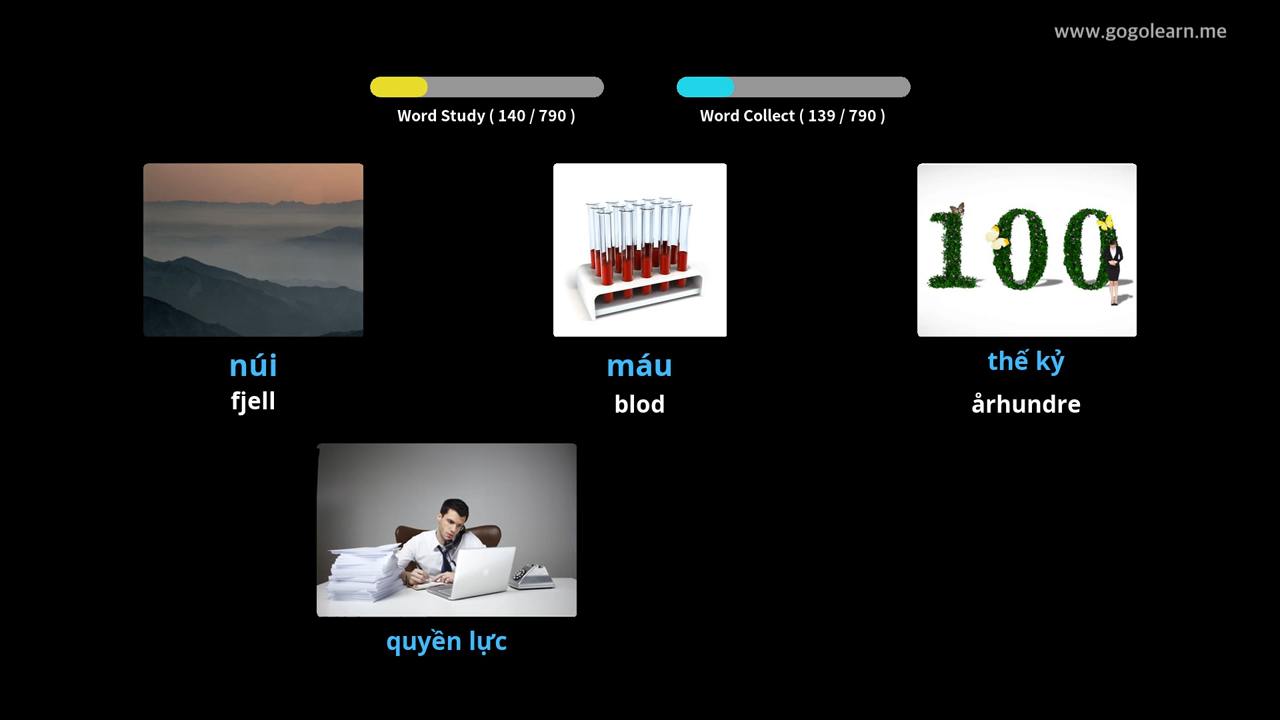 www.gogolearn.me
Word Study ( 140 / 790 )
Word Collect ( 139 / 790 )
núi
fjell
máu
blod
thế kỷ
århundre
quyền lực